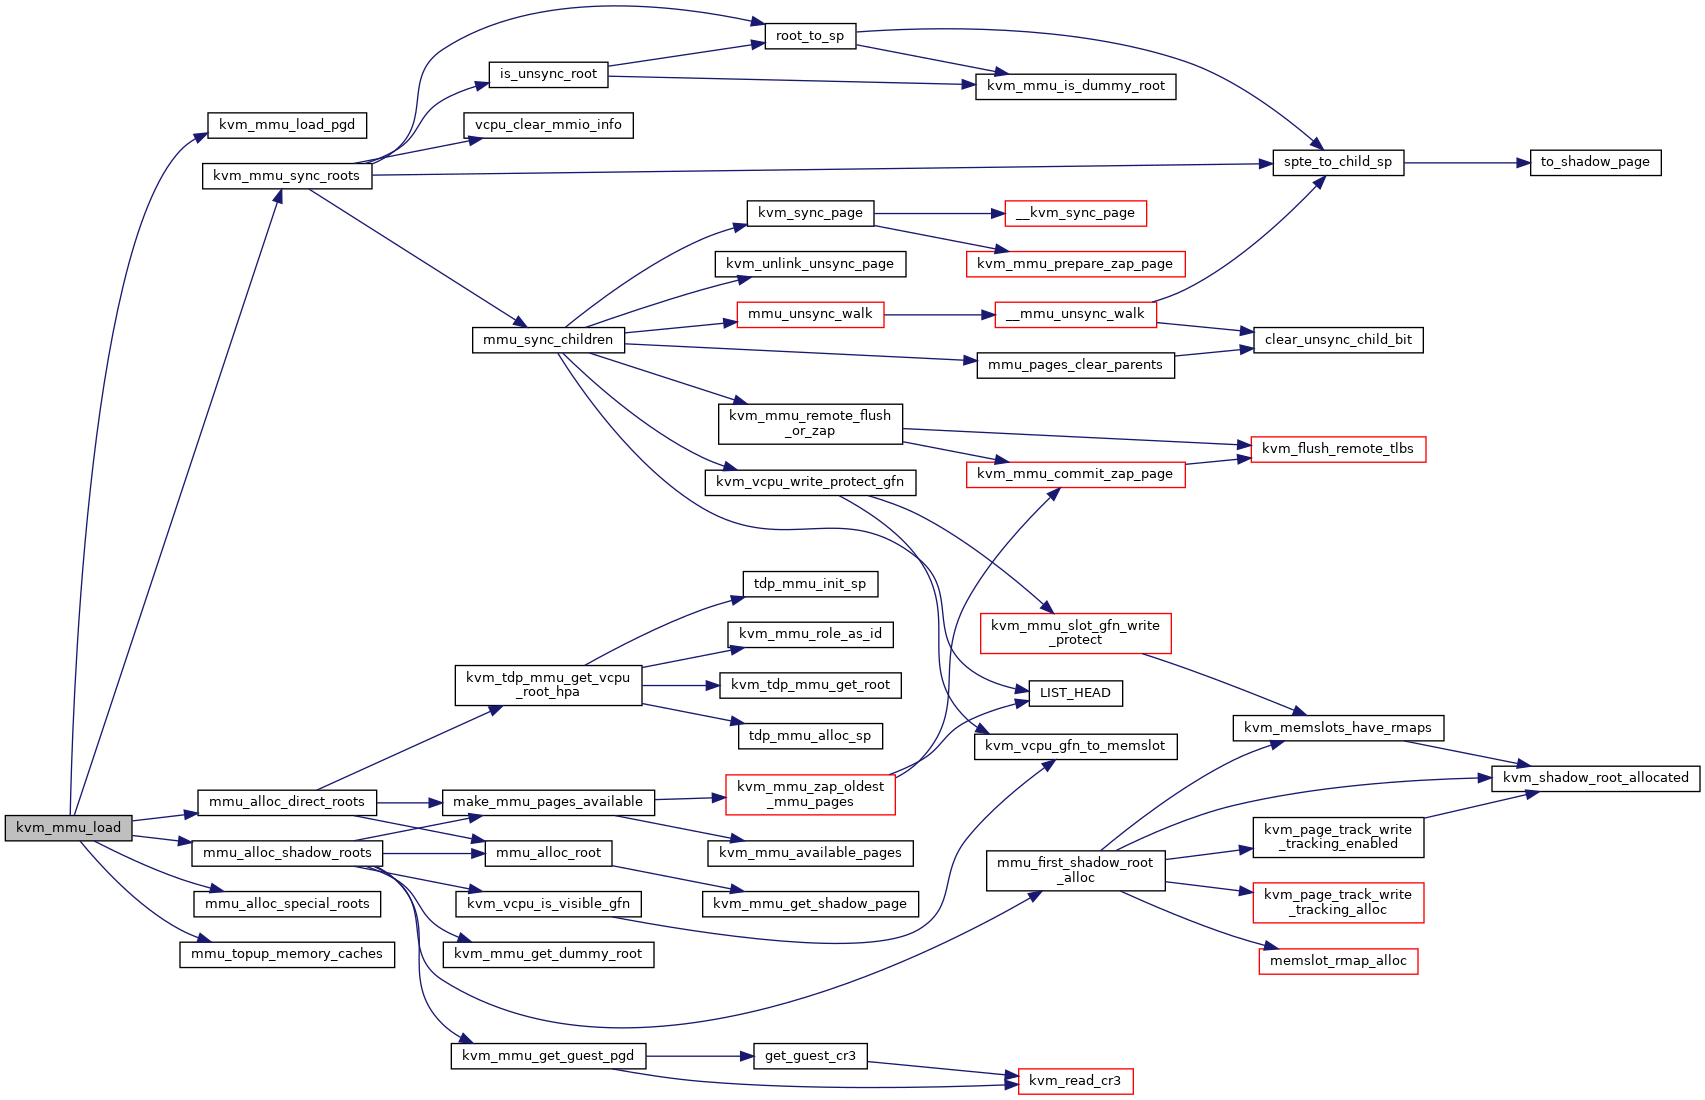 root_to_sp
is_unsync_root
kvm_mmu_is_dummy_root
kvm_mmu_load_pgd
vcpu_clear_mmio_info
kvm_mmu_sync_roots
spte_to_child_sp
to_shadow_page
kvm_sync_page
__kvm_sync_page
kvm_unlink_unsync_page
kvm_mmu_prepare_zap_page
mmu_unsync_walk
__mmu_unsync_walk
mmu_sync_children
clear_unsync_child_bit
mmu_pages_clear_parents
kvm_mmu_remote_flush
_or_zap
kvm_flush_remote_tlbs
kvm_mmu_commit_zap_page
kvm_vcpu_write_protect_gfn
tdp_mmu_init_sp
kvm_mmu_slot_gfn_write
_protect
kvm_mmu_role_as_id
kvm_tdp_mmu_get_vcpu
_root_hpa
kvm_tdp_mmu_get_root
LIST_HEAD
tdp_mmu_alloc_sp
kvm_vcpu_gfn_to_memslot
kvm_memslots_have_rmaps
kvm_shadow_root_allocated
mmu_alloc_direct_roots
make_mmu_pages_available
kvm_mmu_zap_oldest
_mmu_pages
kvm_mmu_load
mmu_alloc_shadow_roots
mmu_alloc_root
kvm_mmu_available_pages
kvm_page_track_write
_tracking_enabled
mmu_first_shadow_root
_alloc
mmu_alloc_special_roots
kvm_vcpu_is_visible_gfn
kvm_mmu_get_shadow_page
kvm_page_track_write
_tracking_alloc
mmu_topup_memory_caches
kvm_mmu_get_dummy_root
memslot_rmap_alloc
kvm_mmu_get_guest_pgd
get_guest_cr3
kvm_read_cr3